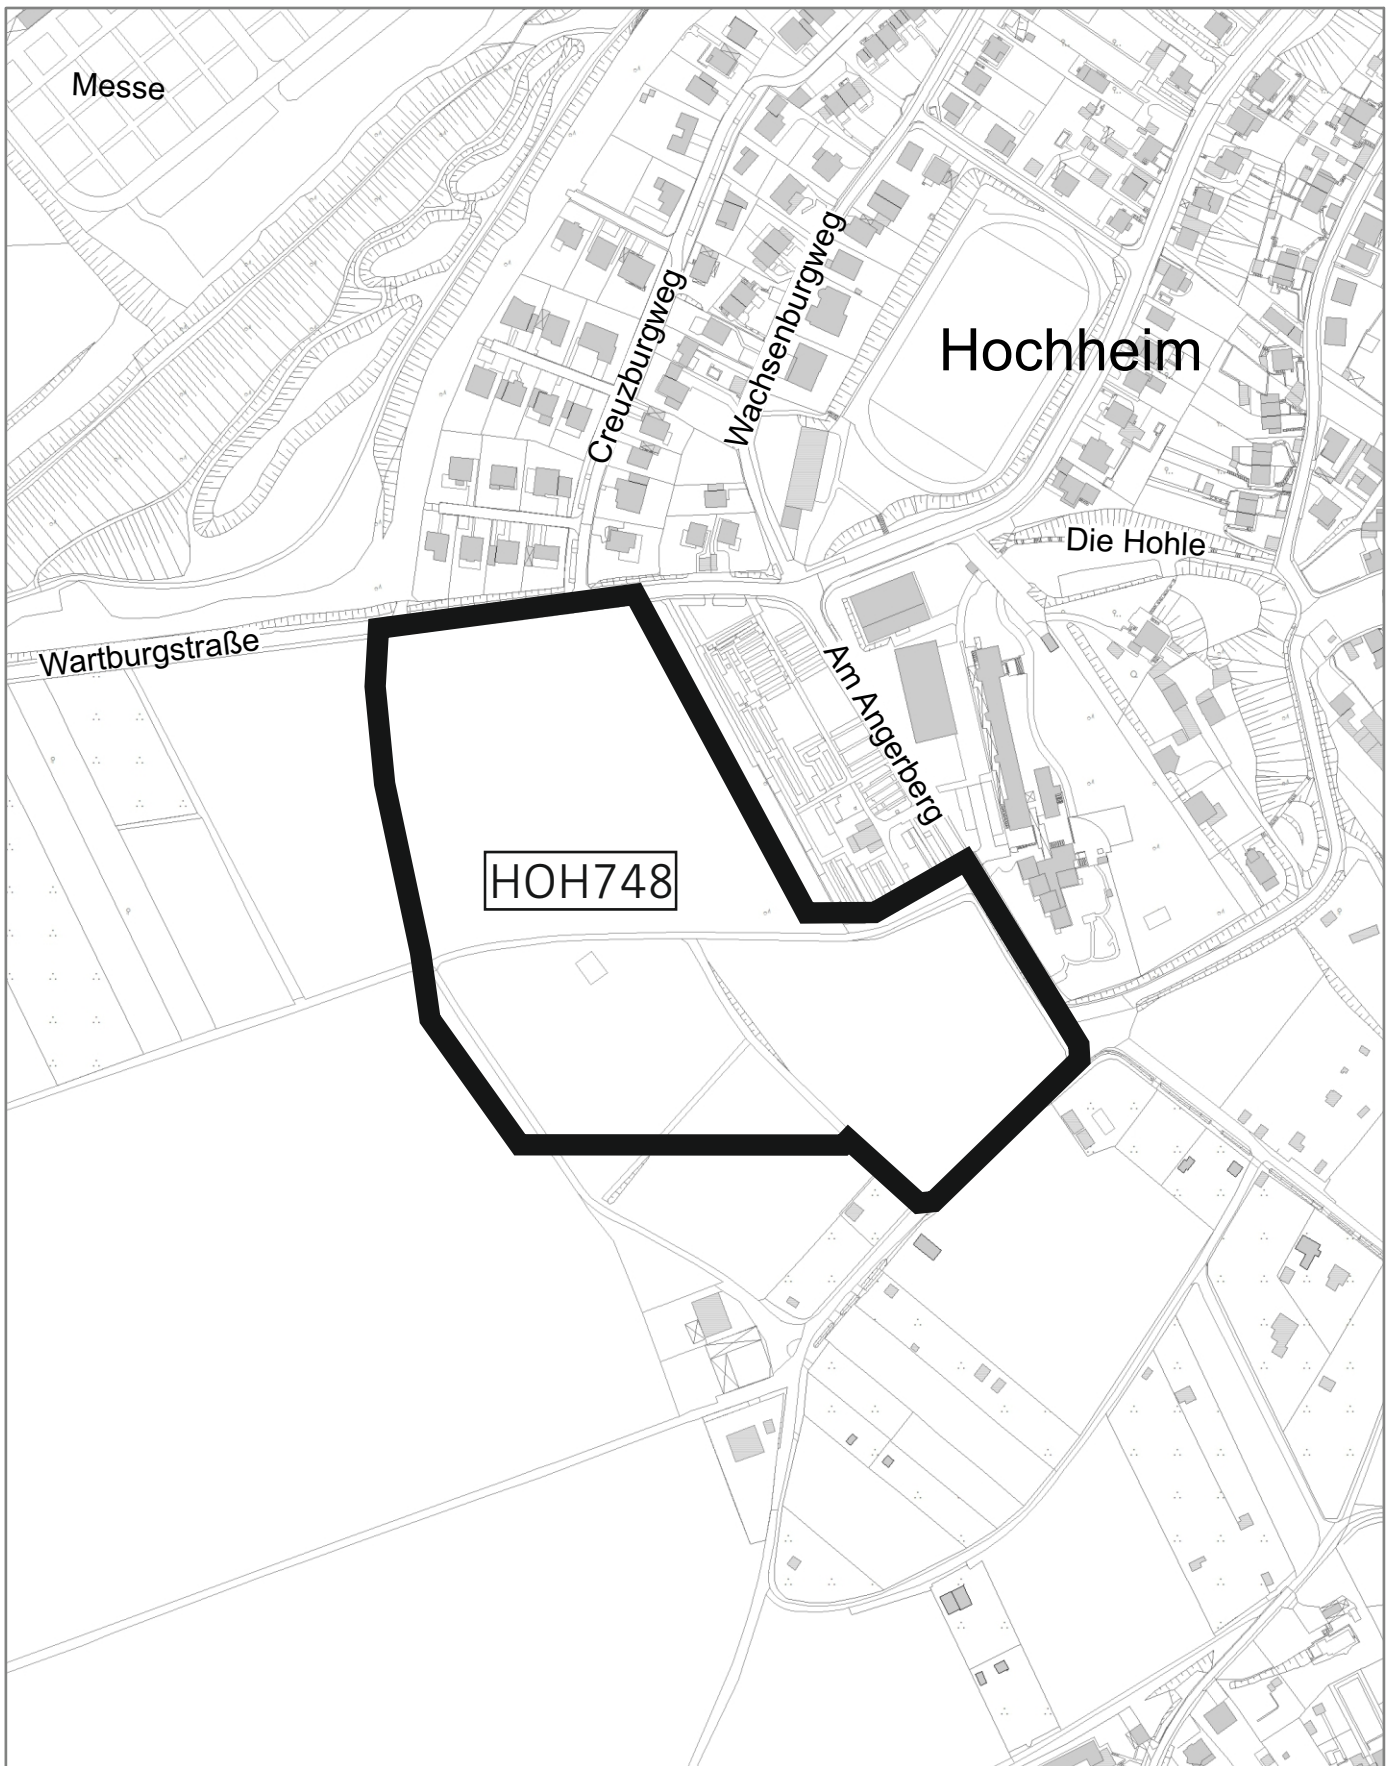 Messe
Creuzburgweg
Wachsenburgweg
Hochheim
Die Hohle
Wartburgstraße
Am Angerberg
HOH748